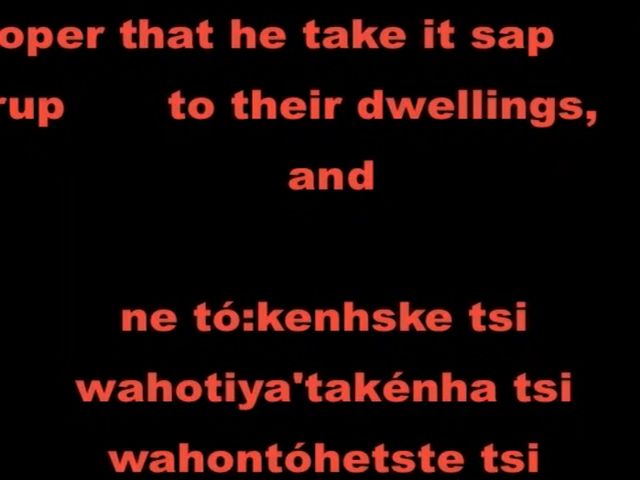 oper that he take it sap
rup to their dwellings,
and
ne tó:kenhske tsi
wahotiya'takénha tsi
wahontóhetste tsi